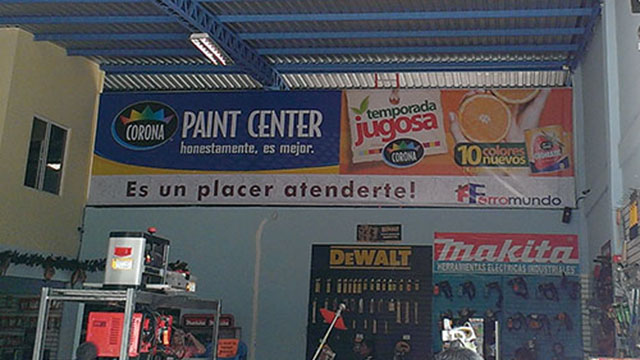 CORONA
PAINT CENTER
honestamente, es mejor.
temporada
jugosa
CORONA
10 colores
nuevos
CORONA
Es un placer atenderte!
Ferromundo
DEWALT
makita
HERRAMIENTAS ELECTRICAS INDUSTRIALES